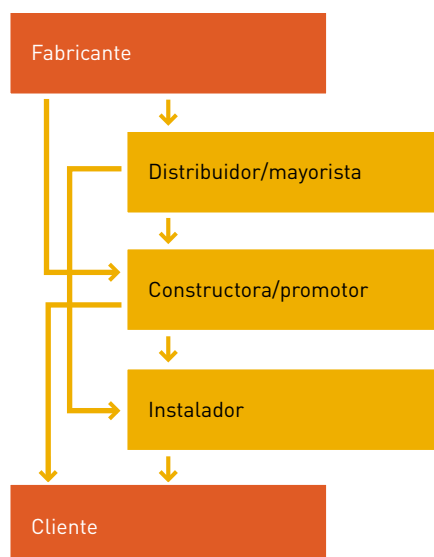 Fabricante
Distribuidor/mayorista
Constructora/promotor
Instalador
Cliente